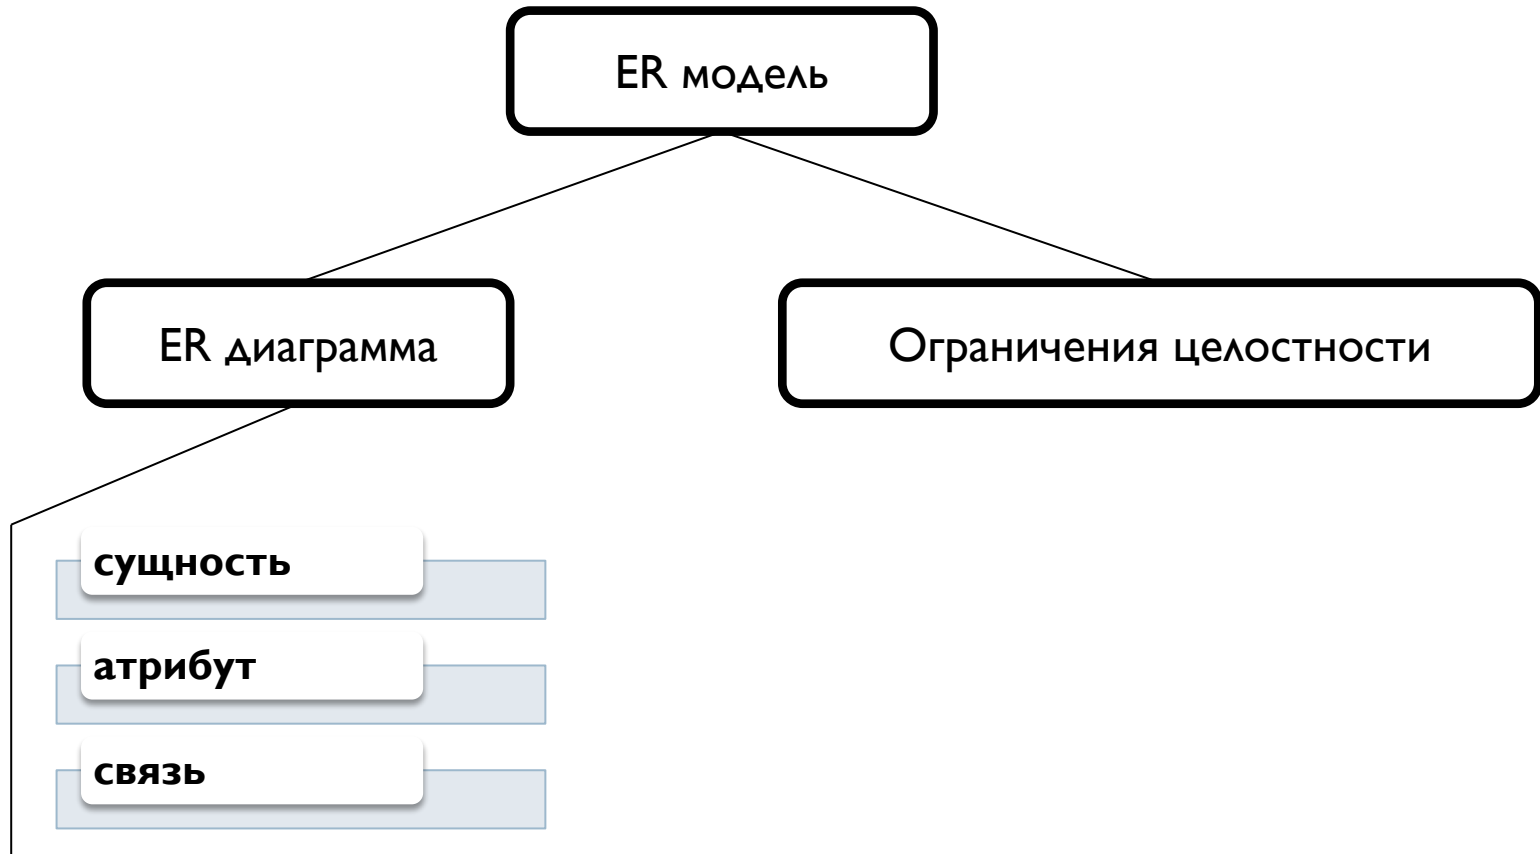 ER модель
ER диаграмма
Ограничения целостности
сущность
атрибут
связь